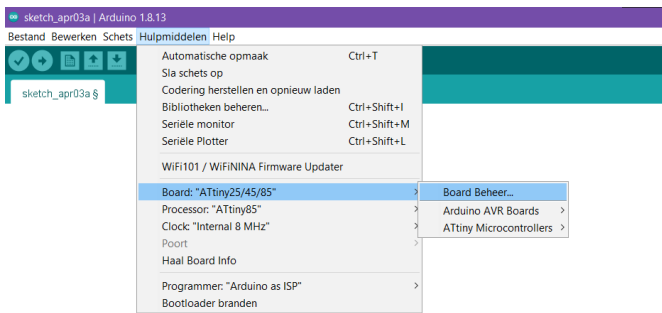 sketch_apr03a | Arduino 1.8.13
Bestand Bewerken Schets Hulpmiddelen Help
sketch_apr03a §
Automatische opmaak Ctrl+T
Sla schets op
Codering herstellen en opnieuw laden
Bibliotheken beheren... Ctrl+Shift+I
Seriële monitor Ctrl+Shift+M
Seriële Plotter Ctrl+Shift+L
WiFi101 / WiFiNINA Firmware Updater
Board: "ATtiny25/45/85"
Processor: "ATtiny85"
Clock: "Internal 8 MHz"
Poort
Haal Board Info
Programmer: "Arduino as ISP"
Bootloader branden
Board Beheer...
Arduino AVR Boards
ATtiny Microcontrollers